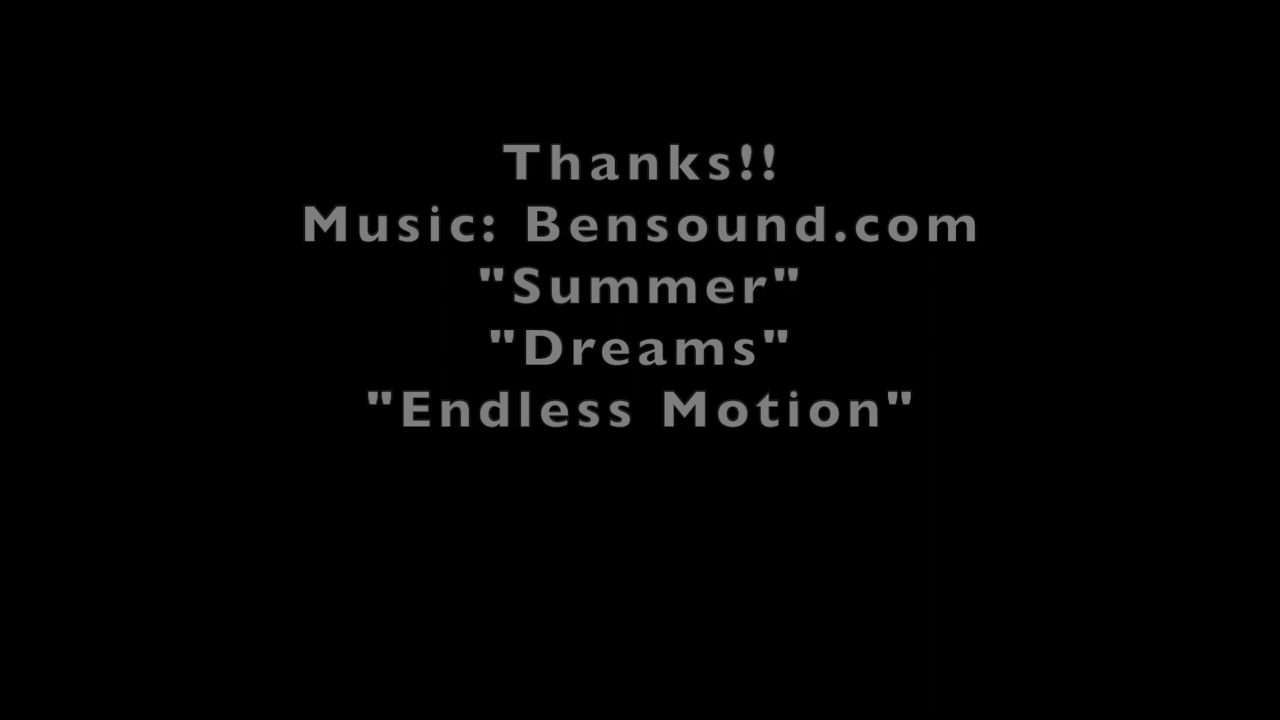 Thanks!!
Music: Bensound.com
"Summer"
"Dreams"
"Endless Motion"